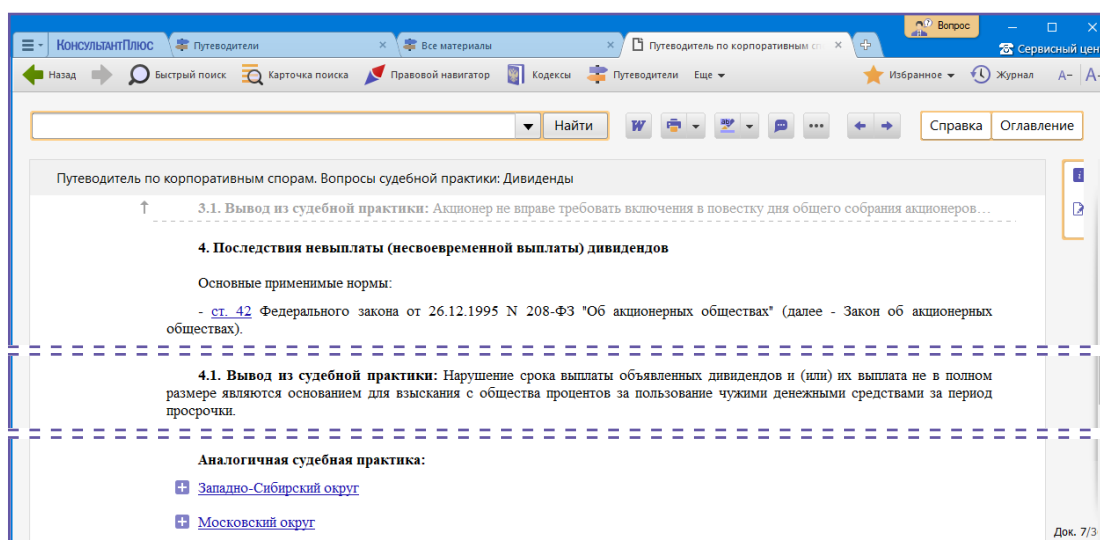 Вопрос
КонсультантПлюс
Путеводители
Все материалы
Путеводитель по корпоративным
Сервисный
Назад
Быстрый поиск
Карточка поиска
Правовой навигатор
Кодексы
Путеводители
Еще
Избранное
Журнал
А−
Найти
Справка
Оглавление
Путеводитель по корпоративным спорам. Вопросы судебной практики: Дивиденды
↑ 3.1. Вывод из судебной практики: Акционер не вправе требовать включения в повестку дня общего собрания акционеров…
4. Последствия невыплаты (несвоевременной выплаты) дивидендов
Основные применимые нормы:
- ст. 42 Федерального закона от 26.12.1995 N 208-ФЗ "Об акционерных обществах" (далее - Закон об акционерных
обществах).
4.1. Вывод из судебной практики: Нарушение срока выплаты объявленных дивидендов и (или) их выплата не в полном
размере являются основанием для взыскания с общества процентов за пользование чужими денежными средствами за период
просрочки.
Аналогичная судебная практика:
Западно-Сибирский округ
Московский округ
Док. 7/3